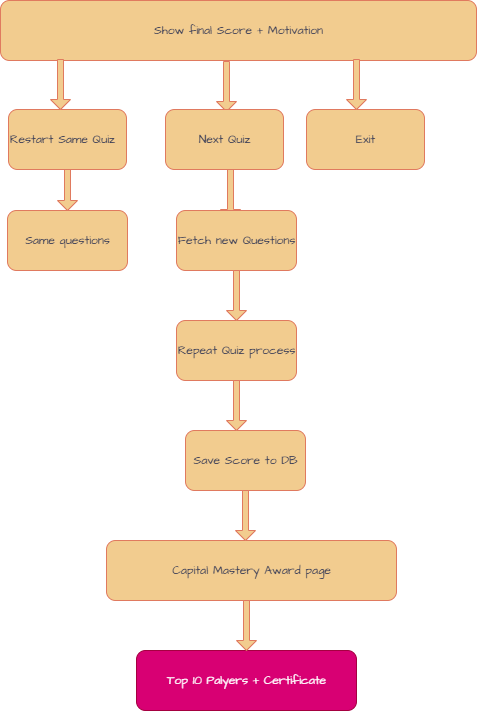 Show final Score + Motivation
Restart Same Quiz
Next Quiz
Exit
Same questions
Fetch new Questions
Repeat Quiz process
Save Score to DB
Capital Mastery Award page
Top 10 Palyers + Certificate